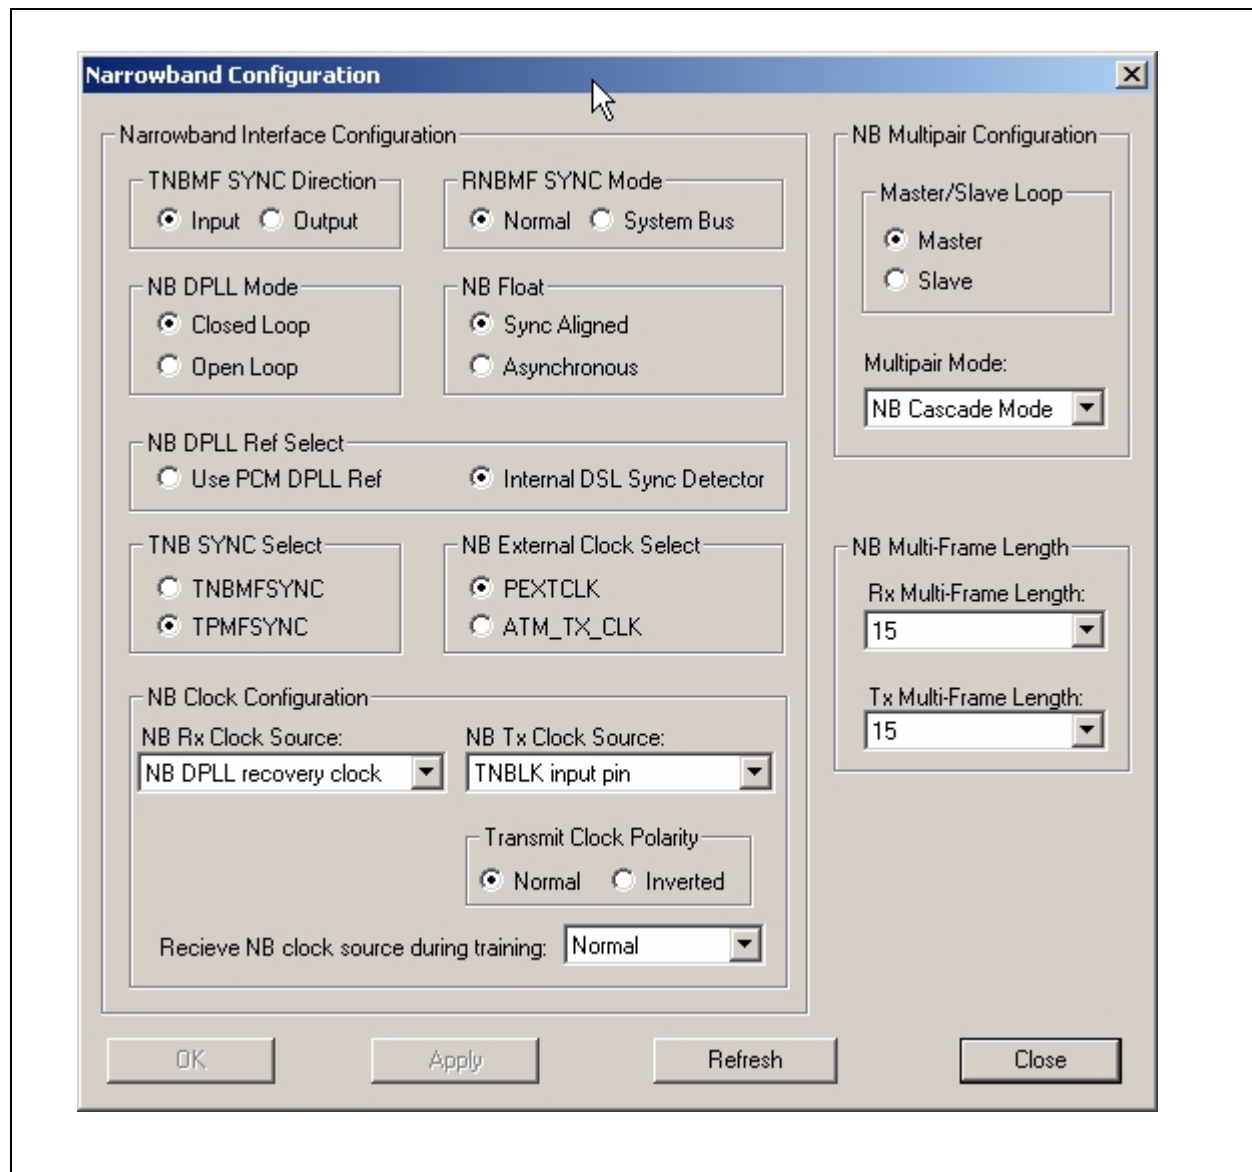 Narrowband Configuration
Narrowband Interface Configuration
TNBMF SYNC Direction
Input Output
RNBMF SYNC Mode
Normal System Bus
NB DPLL Mode
Closed Loop
Open Loop
NB Float
Sync Aligned
Asynchronous
NB DPLL Ref Select
Use PCM DPLL Ref Internal DSL Sync Detector
TNB SYNC Select
TNBMFSYNC
TPMFSYNC
NB External Clock Select
PEXTCLK
ATM_TX_CLK
NB Clock Configuration
NB Rx Clock Source:
NB DPLL recovery clock
NB Tx Clock Source:
TNBLK input pin
Transmit Clock Polarity
Normal Inverted
Recieve NB clock source during training: Normal
NB Multipair Configuration
Master/Slave Loop
Master
Slave
Multipair Mode:
NB Cascade Mode
NB Multi-Frame Length
Rx Multi-Frame Length:
15
Tx Multi-Frame Length:
15
OK Apply Refresh Close